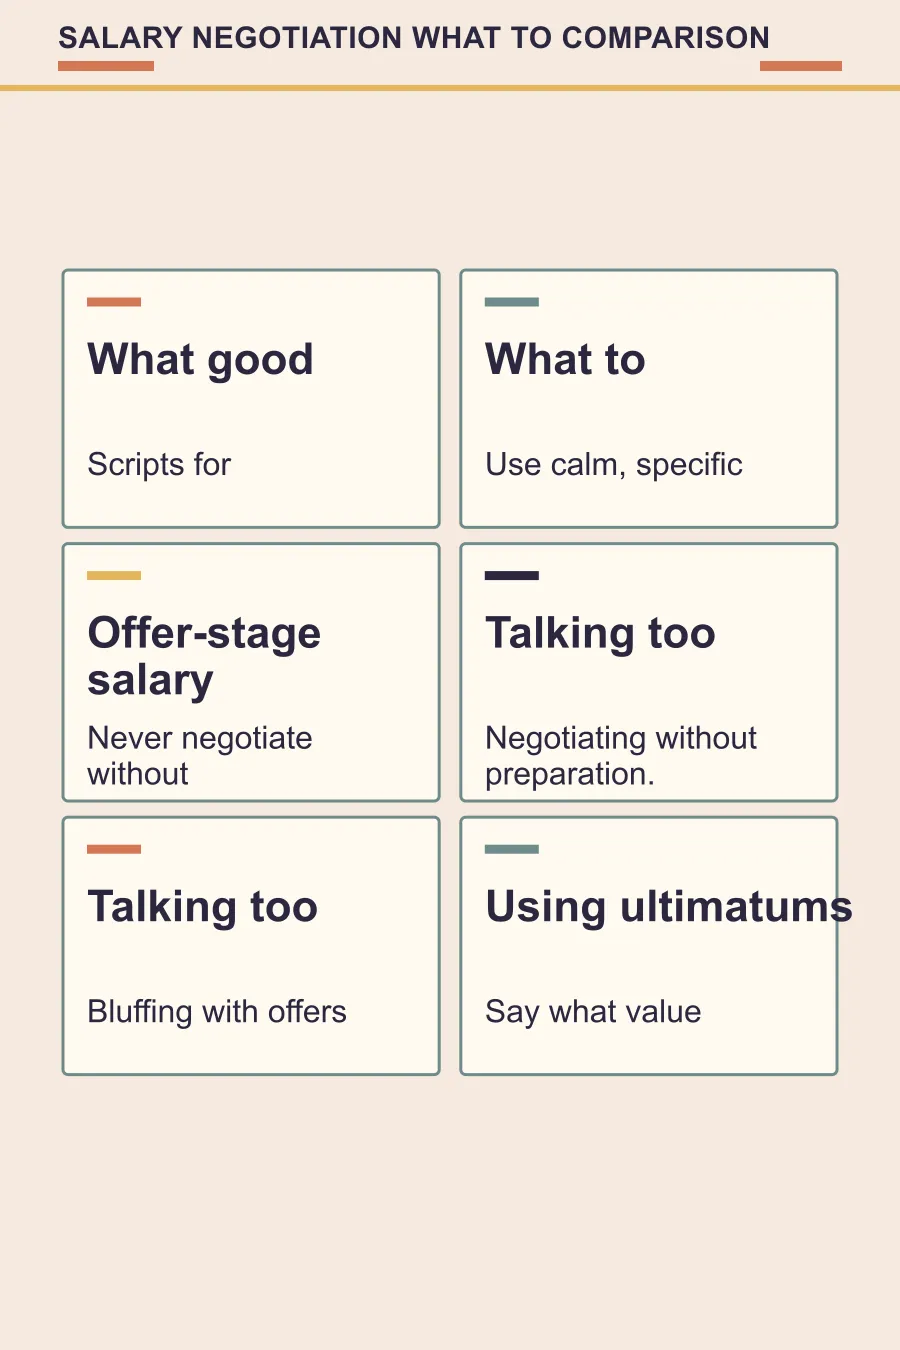 SALARY NEGOTIATION WHAT TO COMPARISON
What good
Scripts for
What to
Use calm, specific
Offer-stage
salary
Never negotiate
without
Talking too
Negotiating without
preparation.
Talking too
Bluffing with offers
Using ultimatums
Say what value